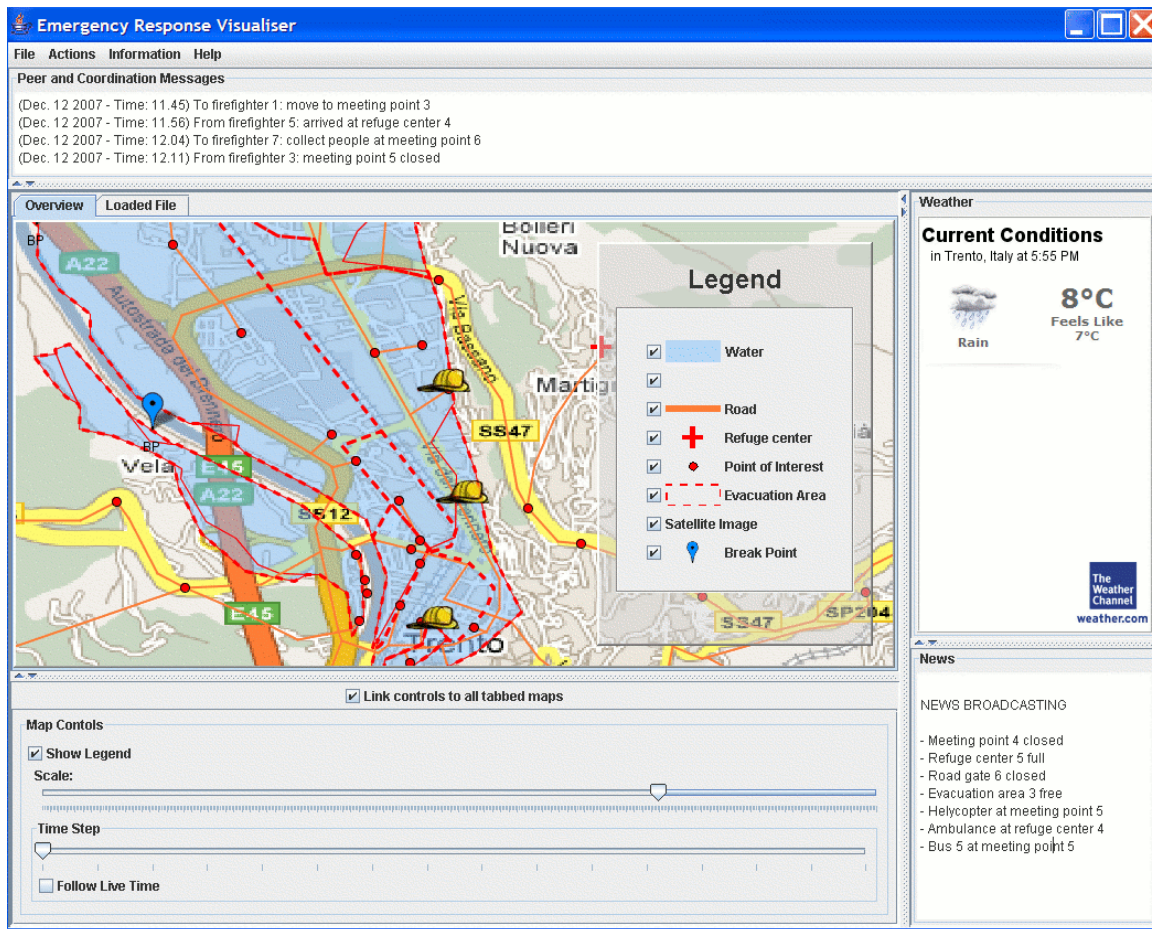 Emergency Response Visualiser
File Actions Information Help
Peer and Coordination Messages
(Dec. 12 2007 - Time: 11.45) To firefighter 1: move to meeting point 3
(Dec. 12 2007 - Time: 11.56) From firefighter 5: arrived at refuge center 4
(Dec. 12 2007 - Time: 12.04) To firefighter 7: collect people at meeting point 6
(Dec. 12 2007 - Time: 12.11) From firefighter 3: meeting point 5 closed
Overview Loaded File
BP
A22
Autostrada del Brennero
Bolleri
Nuova
Via Bassano
Martig
SS47
BP
Vela
E45
A22
SS12
E45
Trento
SS47
SP204
Legend
Water
Road
Refuge center
Point of Interest
Evacuation Area
Satellite Image
Break Point
Link controls to all tabbed maps
Map Contols
Show Legend
Scale:
Time Step
Follow Live Time
Weather
Current Conditions
in Trento, Italy at 5:55 PM
Rain
8°C
Feels Like
7°C
The
Weather
Channel
weather.com
News
NEWS BROADCASTING
- Meeting point 4 closed
- Refuge center 5 full
- Road gate 6 closed
- Evacuation area 3 free
- Helycopter at meeting point 5
- Ambulance at refuge center 4
- Bus 5 at meeting point 5